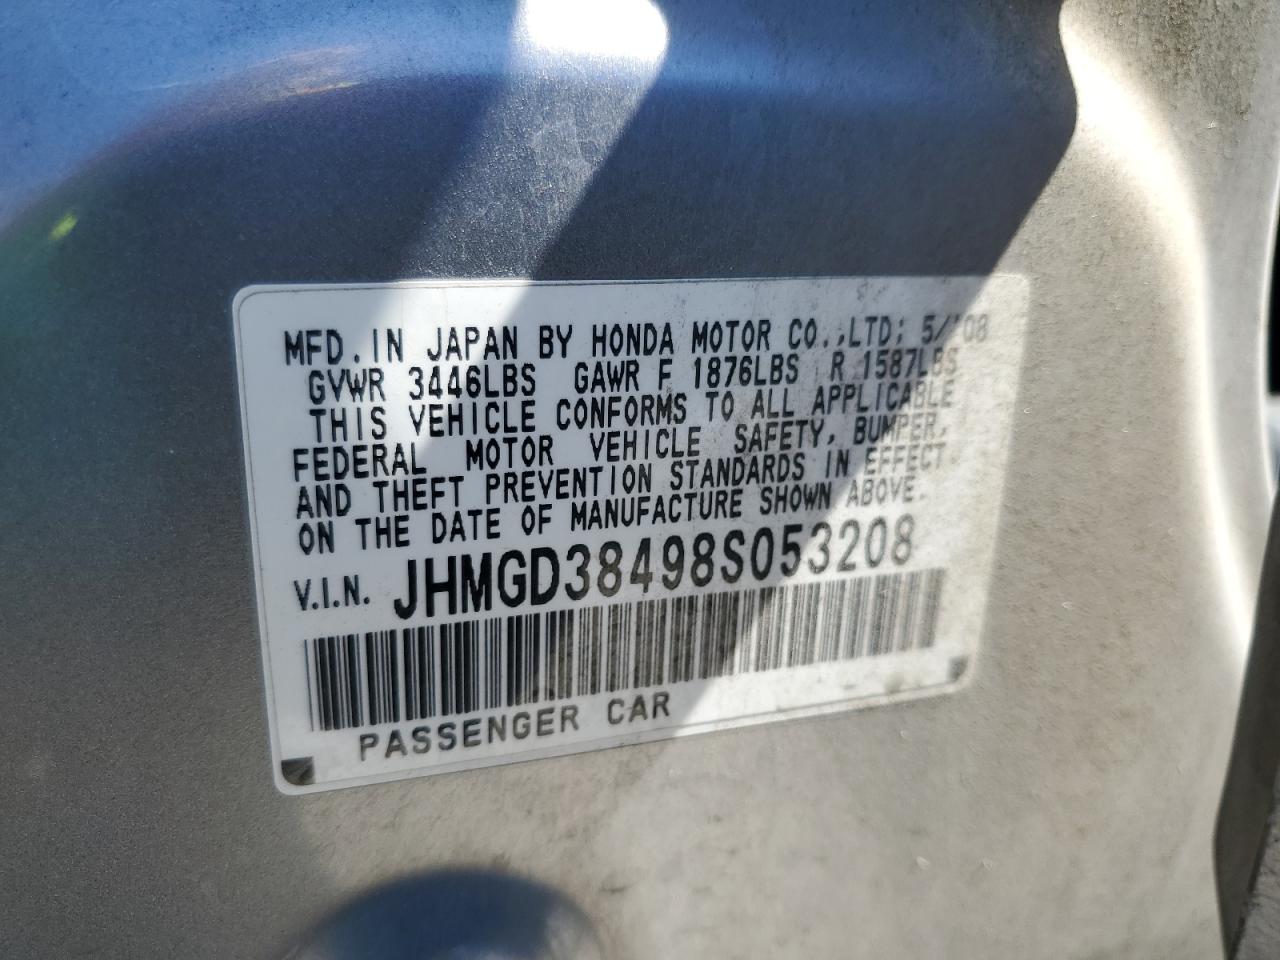 MFD. IN JAPAN BY HONDA MOTOR CO.,LTD; 5/'08
GVWR 3446LBS GAWR F 1876LBS R 1587LBS
THIS VEHICLE CONFORMS TO ALL APPLICABLE
FEDERAL MOTOR VEHICLE SAFETY, BUMPER,
AND THEFT PREVENTION STANDARDS IN EFFECT
ON THE DATE OF MANUFACTURE SHOWN ABOVE.
V.I.N. JHMGD38498S053208
PASSENGER CAR